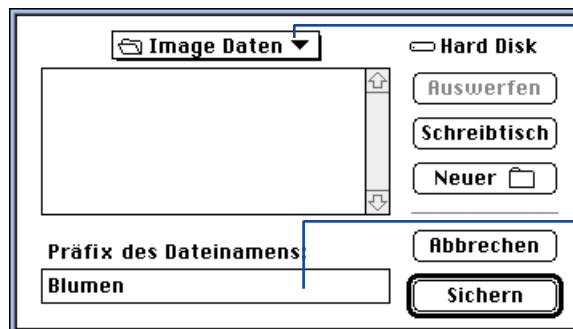 Image Daten
Hard Disk
Auswerfen
Schreibtisch
Neuer
Präfix des Dateinamens:
Abbrechen
Blumen
Sichern